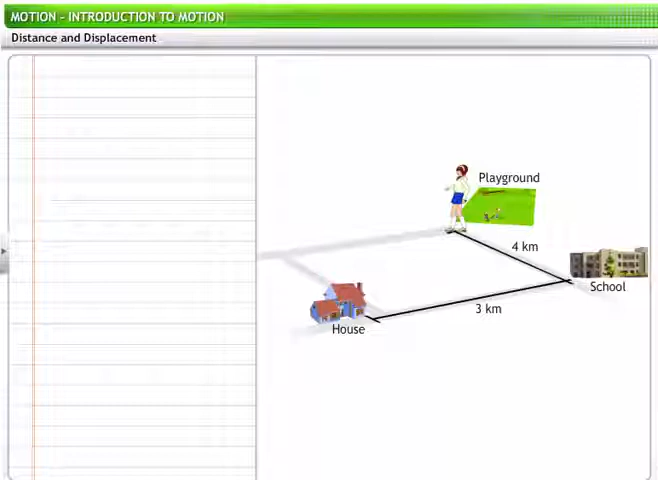 MOTION - INTRODUCTION TO MOTION
Distance and Displacement
Playground
4 km
School
3 km
House